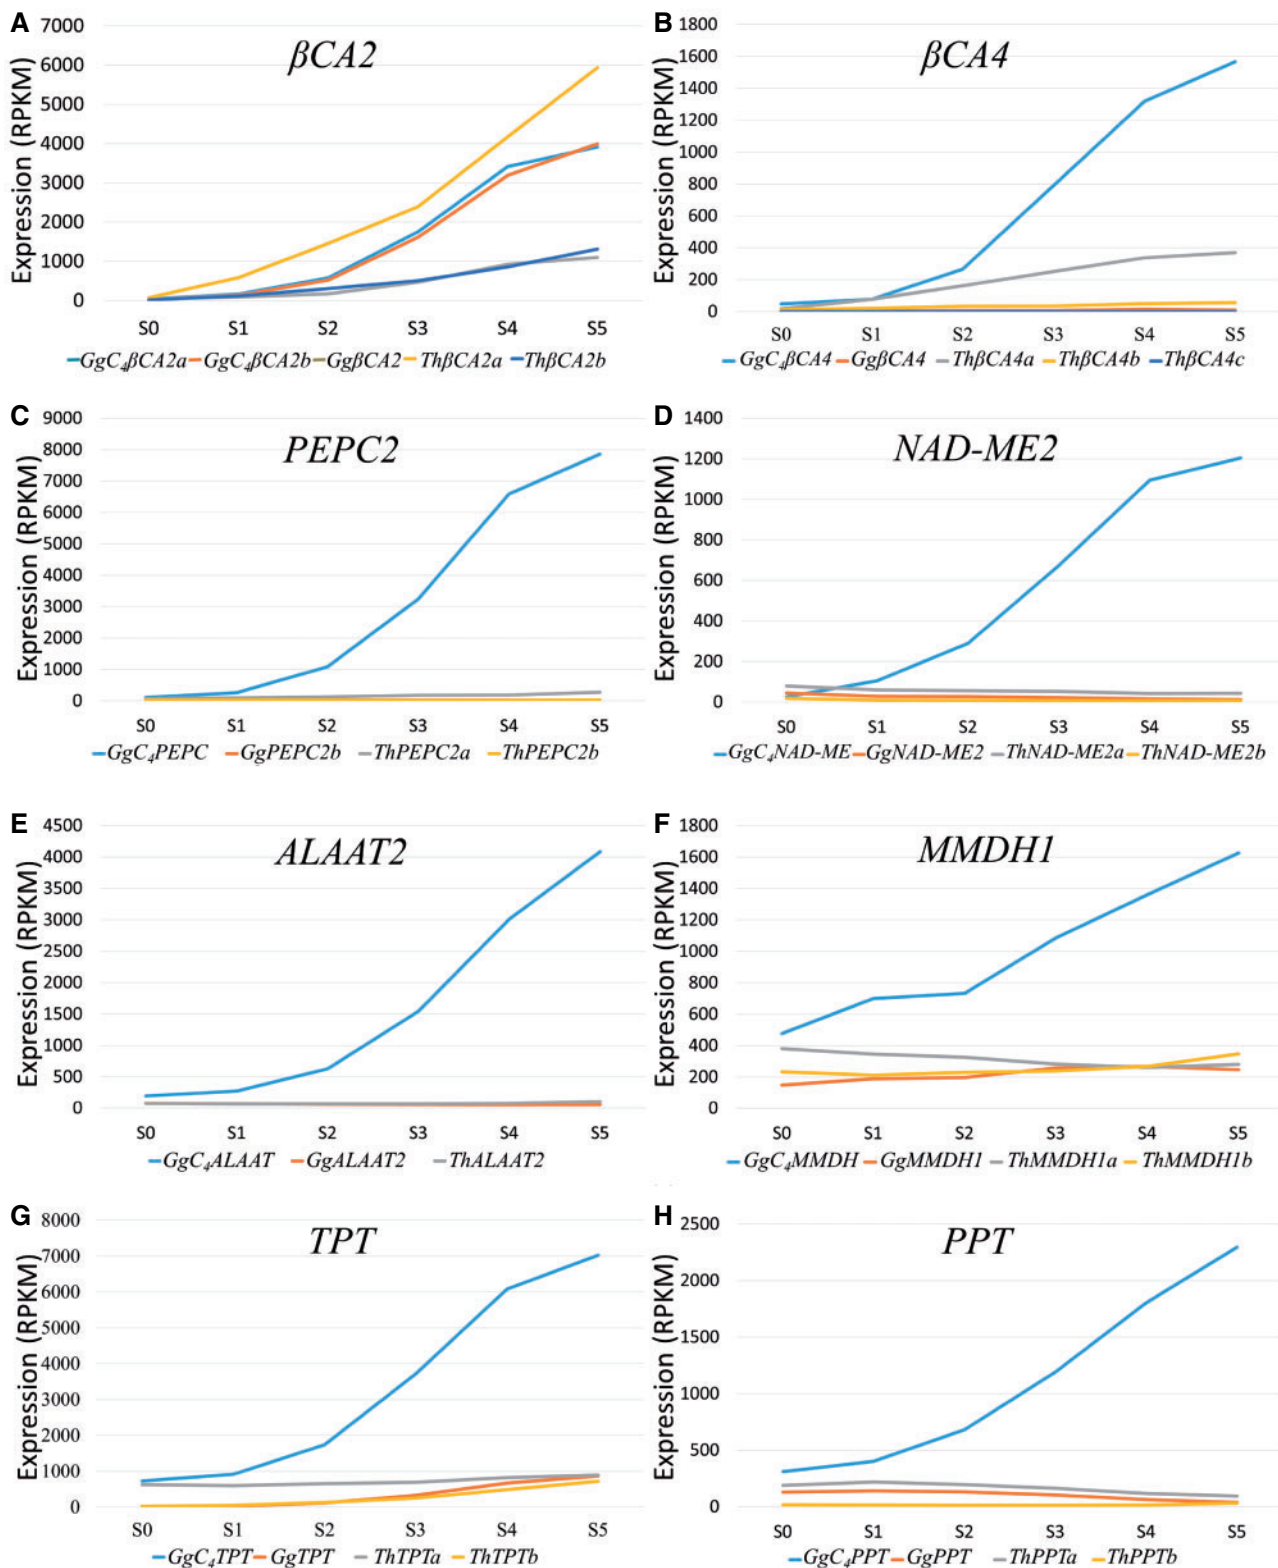 A
βCA2
Expression (RPKM)
7000
6000
5000
4000
3000
2000
1000
0
S0 S1 S2 S3 S4 S5
GgC₄βCA2a GgC₄βCA2b GgβCA2 ThβCA2a ThβCA2b
B
βCA4
Expression (RPKM)
1800
1600
1400
1200
1000
800
600
400
200
0
S0 S1 S2 S3 S4 S5
GgC₄βCA4 GgβCA4 ThβCA4a ThβCA4b ThβCA4c
C
PEPC2
Expression (RPKM)
9000
8000
7000
6000
5000
4000
3000
2000
1000
0
S0 S1 S2 S3 S4 S5
GgC₄PEPC GgPEPC2b ThPEPC2a ThPEPC2b
D
NAD-ME2
Expression (RPKM)
1400
1200
1000
800
600
400
200
0
S0 S1 S2 S3 S4 S5
GgC₄NAD-ME GgNAD-ME2 ThNAD-ME2a ThNAD-ME2b
E
ALAAT2
Expression (RPKM)
4500
4000
3500
3000
2500
2000
1500
1000
500
0
S0 S1 S2 S3 S4 S5
GgC₄ALAAT GgALAAT2 ThALAAT2
F
MMDH1
Expression (RPKM)
1800
1600
1400
1200
1000
800
600
400
200
0
S0 S1 S2 S3 S4 S5
GgC₄MMDH GgMMDH1 ThMMDH1a ThMMDH1b
G
TPT
Expression (RPKM)
8000
7000
6000
5000
4000
3000
2000
1000
0
S0 S1 S2 S3 S4 S5
GgC₄TPT GgTPT ThTPTa ThTPTb
H
PPT
Expression (RPKM)
2500
2000
1500
1000
500
0
S0 S1 S2 S3 S4 S5
GgC₄PPT GgPPT ThPPTa ThPPTb